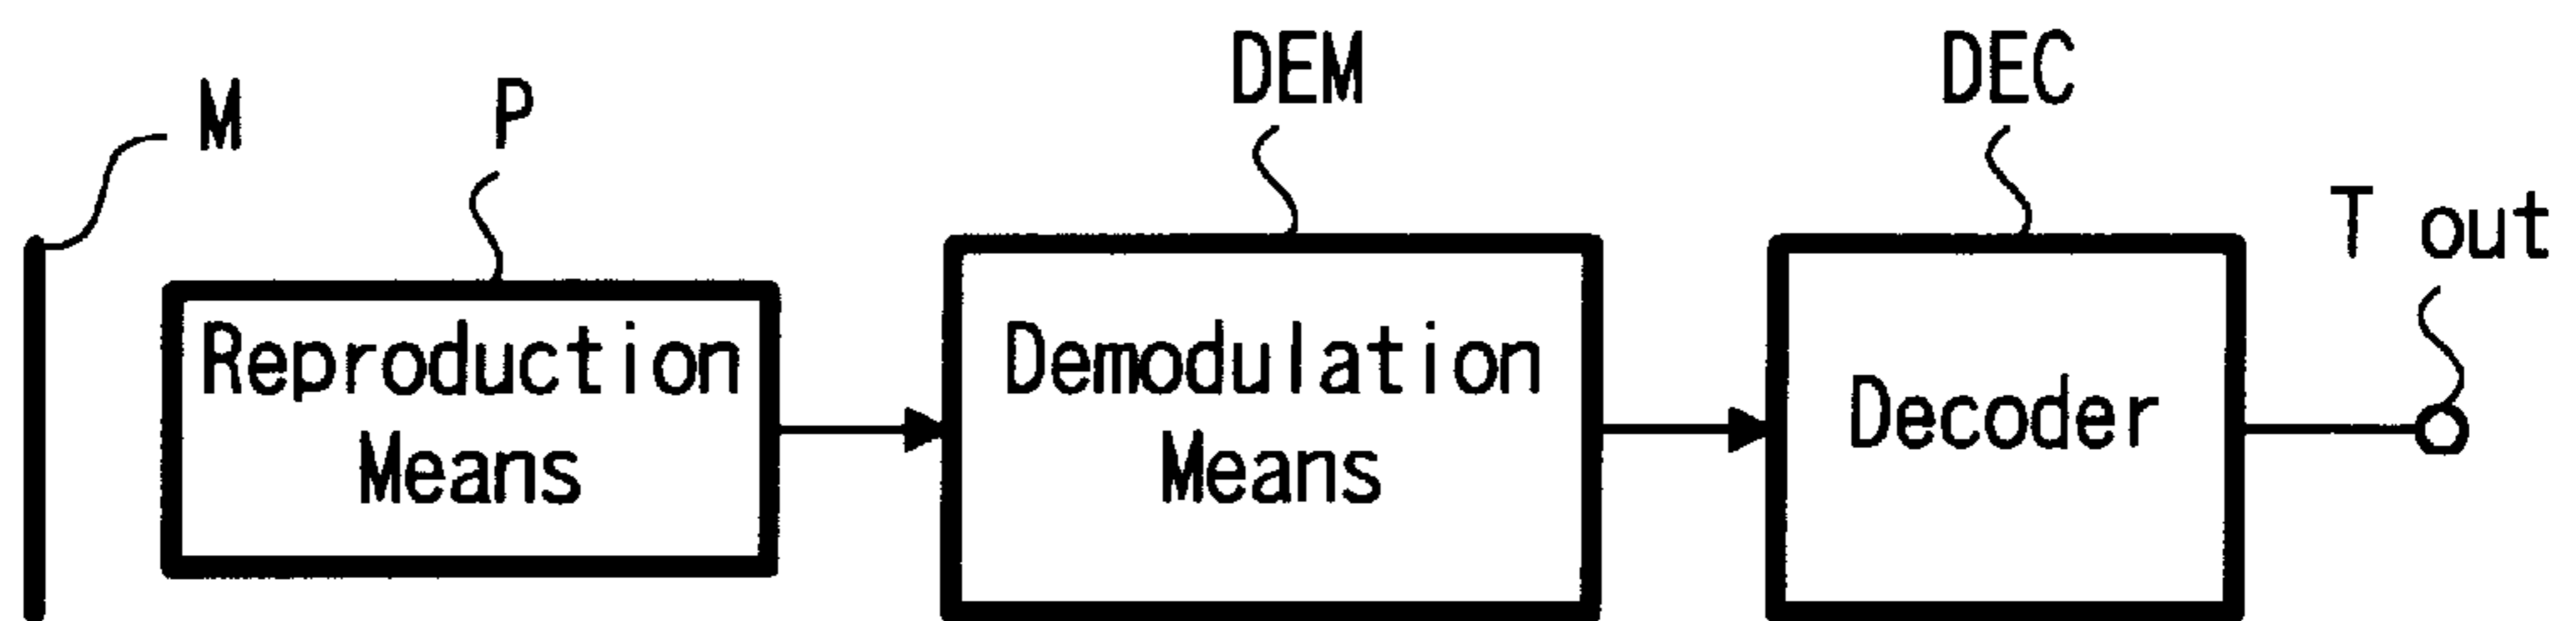 M
P
DEM
DEC
T out
Reproduction
Means
Demodulation
Means
Decoder